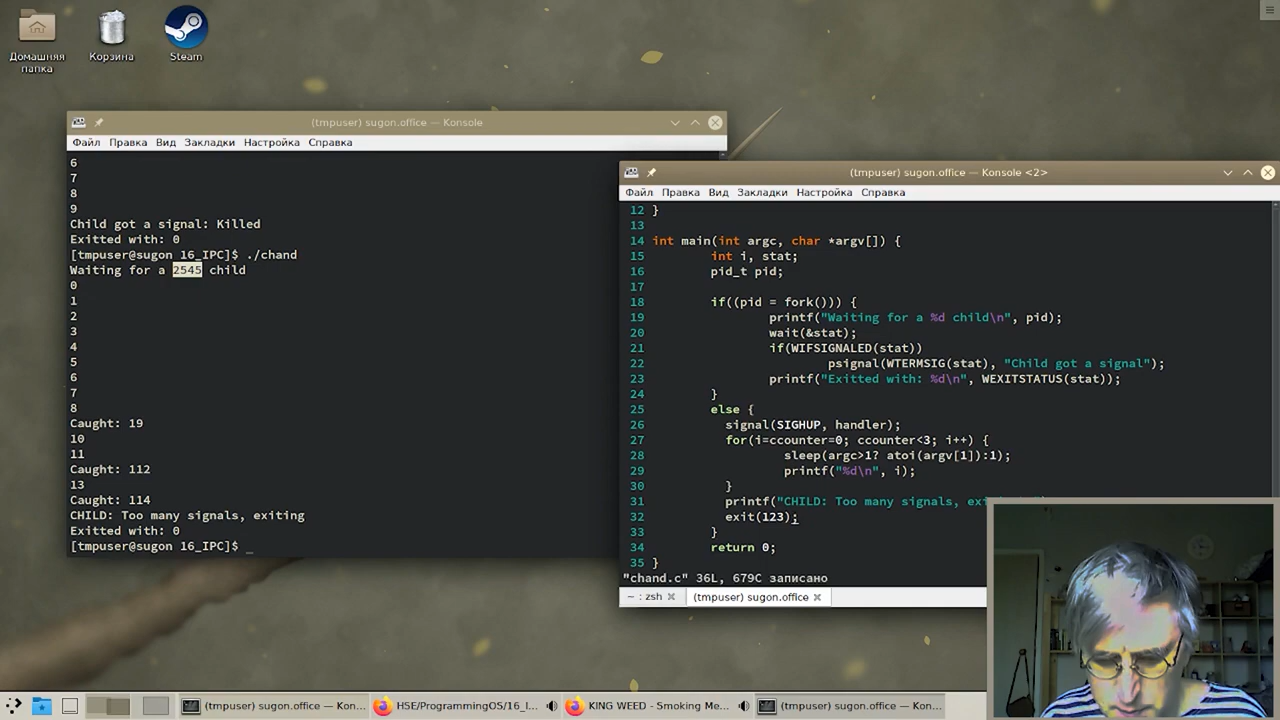 Домашняя
папка
Корзина
Steam
(tmpuser) sugon.office — Konsole
Файл Правка Вид Закладки Настройка Справка
6
7
8
9
Child got a signal: Killed
Exitted with: 0
[tmpuser@sugon 16_IPC]$ ./chand
Waiting for a 2545 child
0
1
2
3
4
5
6
7
8
Caught: 19
10
11
Caught: 112
13
Caught: 114
CHILD: Too many signals, exiting
Exitted with: 0
[tmpuser@sugon 16_IPC]$ _
(tmpuser) sugon.office — Konsole <2>
Файл Правка Вид Закладки Настройка Справка
12 }
13
14 int main(int argc, char *argv[]) {
15 int i, stat;
16 pid_t pid;
17
18 if((pid = fork())) {
19 printf("Waiting for a %d child\n", pid);
20 wait(&stat);
21 if(WIFSIGNALED(stat))
22 psignal(WTERMSIG(stat), "Child got a signal");
23 printf("Exitted with: %d\n", WEXITSTATUS(stat));
24 }
25 else {
26 signal(SIGHUP, handler);
27 for(i=ccounter=0; ccounter<3; i++) {
28 sleep(argc>1? atoi(argv[1]):1);
29 printf("%d\n", i);
30 }
31 printf("CHILD: Too many signals,
32 exit(123);
33 }
34 return 0;
35 }
"chand.c" 36L, 679C записано
~ : zsh
(tmpuser) sugon.office
(tmpuser) sugon.office — Kon...
HSE/ProgrammingOS/16_I...
KING WEED - Smoking Me...
(tmpuser) sugon.office — Kon...